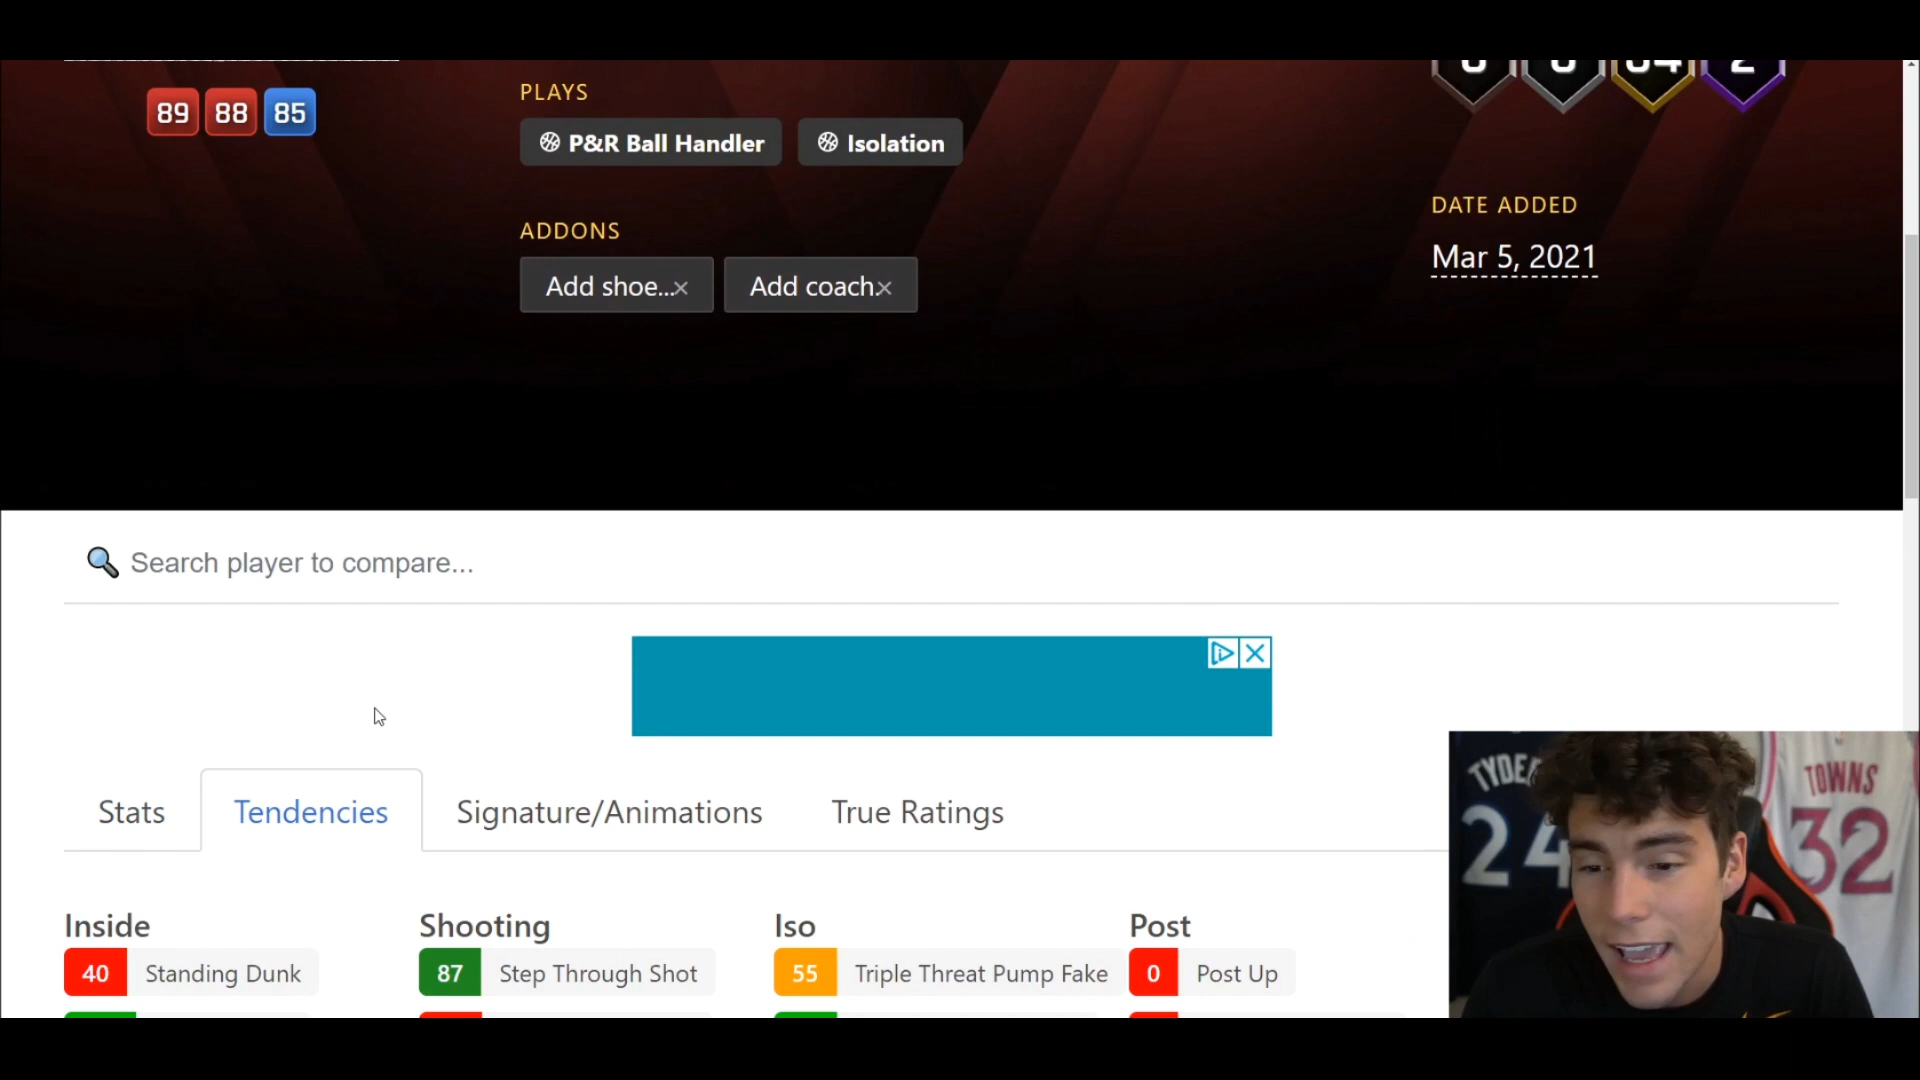 89 88 85
PLAYS
P&R Ball Handler Isolation
ADDONS
Add shoe...× Add coach.×
2
DATE ADDED
Mar 5, 2021
Search player to compare...
Stats Tendencies Signature/Animations True Ratings
Inside Shooting Iso Post
40 Standing Dunk 87 Step Through Shot 55 Triple Threat Pump Fake 0 Post Up
24
TOWNS
32